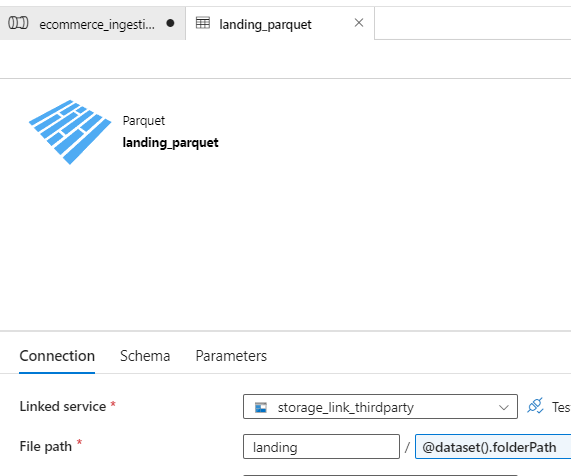 ecommerce_ingesti...
landing_parquet
Parquet
landing_parquet
Connection
Schema
Parameters
Linked service *
storage_link_thirdparty
Tes
File path *
landing
/
@dataset().folderPath